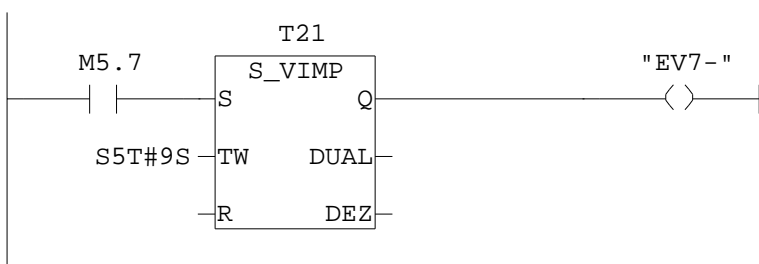 T21
M5.7
S_VIMP
"EV7-"
S
Q
S5T#9S
TW
DUAL
R
DEZ